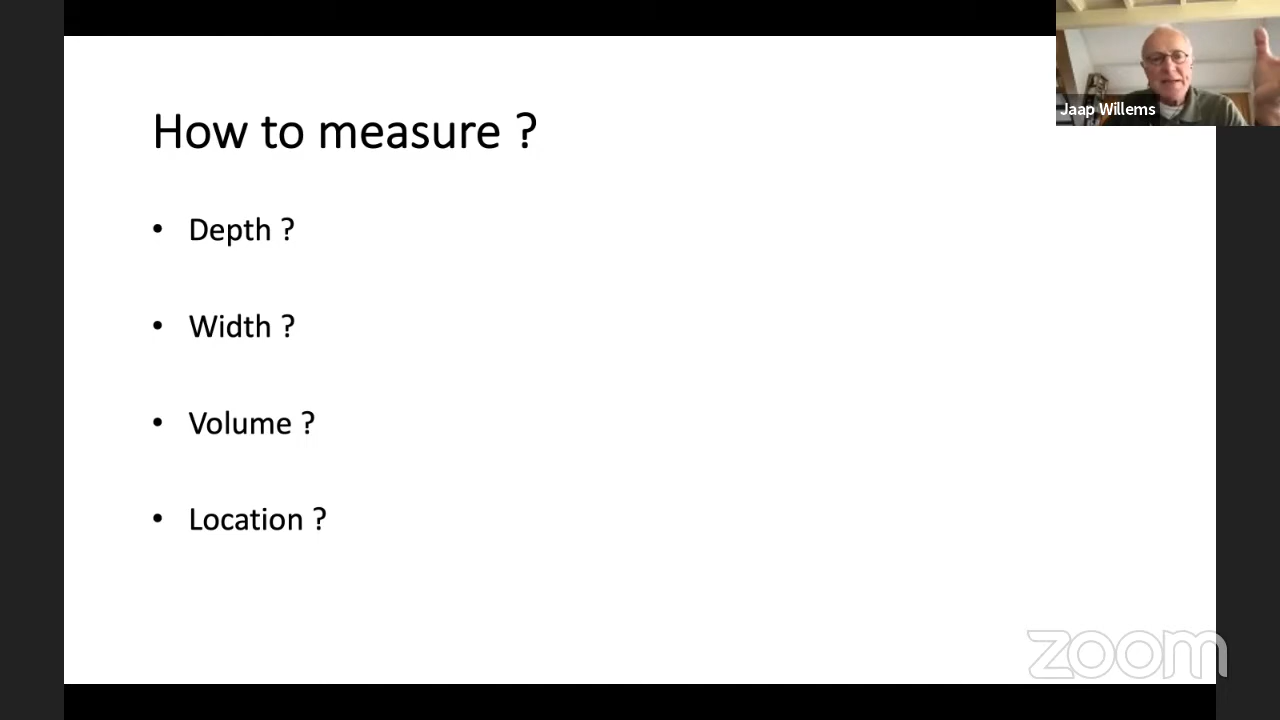 How to measure ?
• Depth ?
• Width ?
• Volume ?
• Location ?
Jaap Willems
zoom